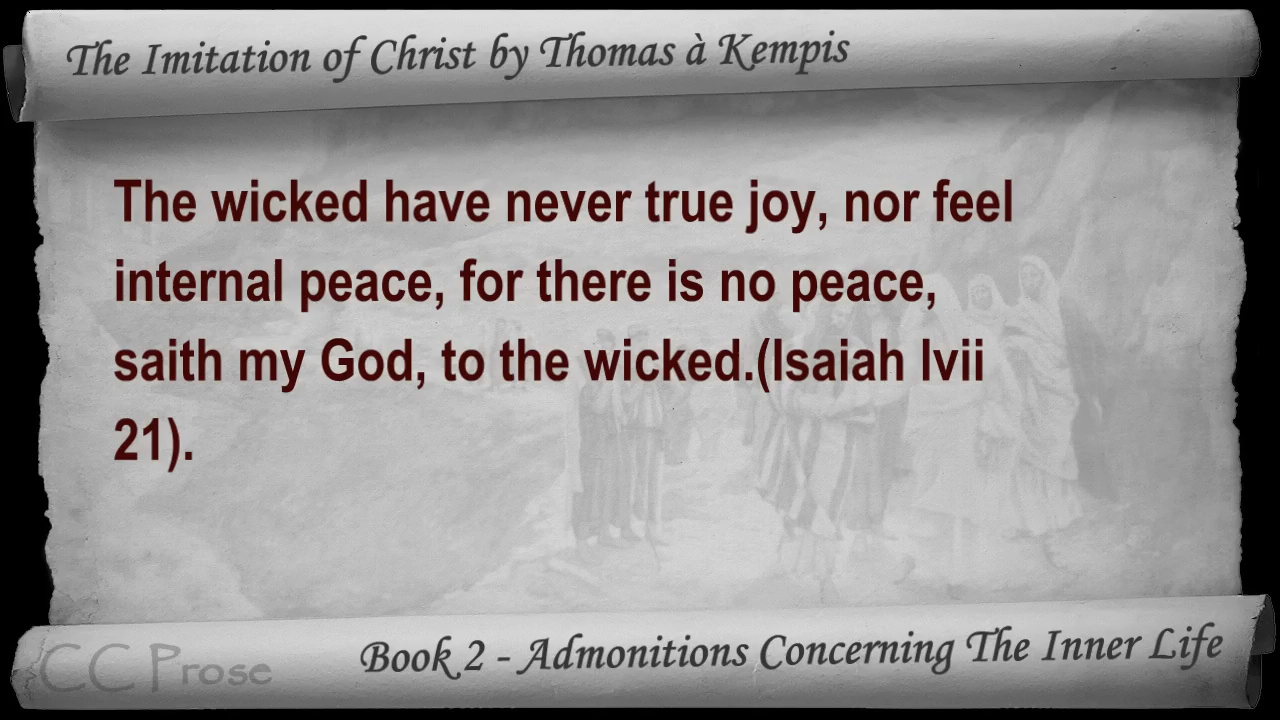 The Imitation of Christ by Thomas à Kempis
The wicked have never true joy, nor feel
internal peace, for there is no peace,
saith my God, to the wicked.(Isaiah lvii
21).
CC Prose
Book 2 - Admonitions Concerning The Inner Life